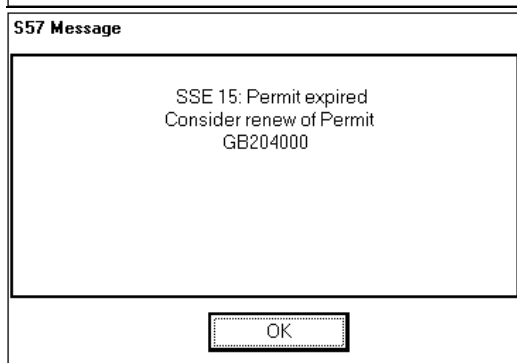 S57 Message
SSE 15: Permit expired
Consider renew of Permit
GB204000
OK